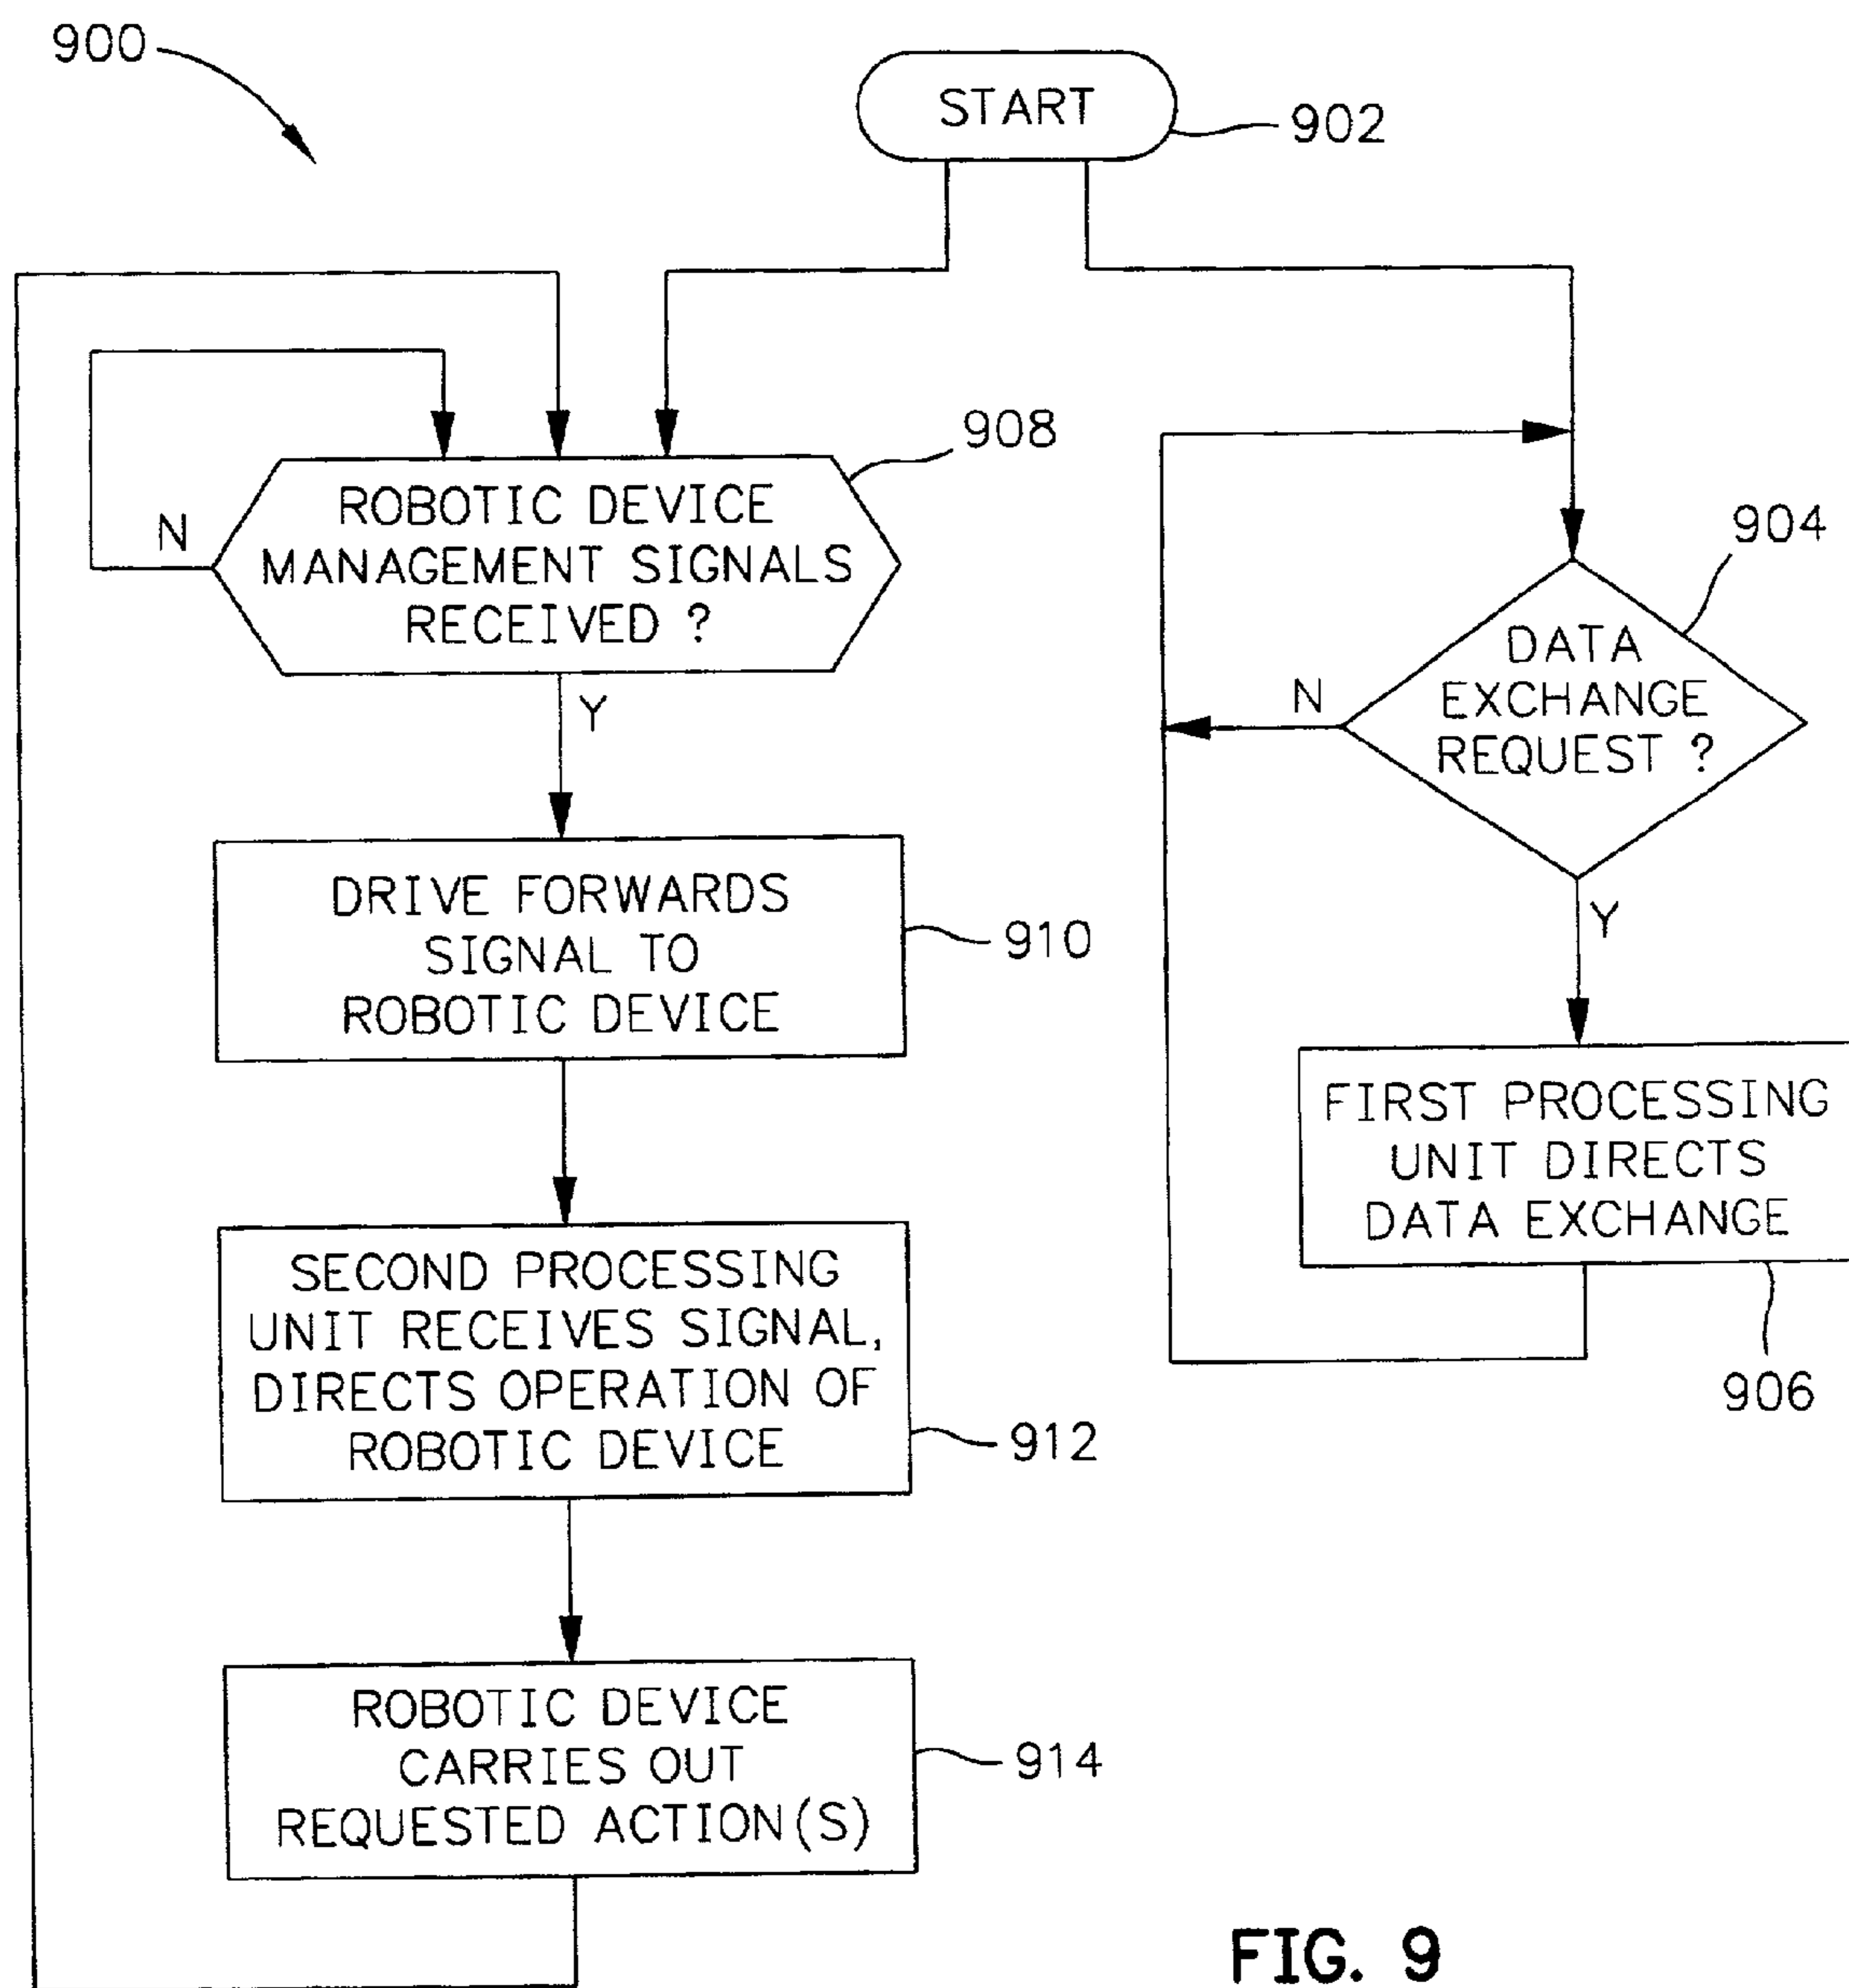 900
START
902
908
ROBOTIC DEVICE
MANAGEMENT SIGNALS
RECEIVED ?
N
Y
904
DATA
EXCHANGE
REQUEST ?
N
Y
DRIVE FORWARDS
SIGNAL TO
ROBOTIC DEVICE
910
FIRST PROCESSING
UNIT DIRECTS
DATA EXCHANGE
906
SECOND PROCESSING
UNIT RECEIVES SIGNAL,
DIRECTS OPERATION OF
ROBOTIC DEVICE
912
ROBOTIC DEVICE
CARRIES OUT
REQUESTED ACTION(S)
914
FIG. 9